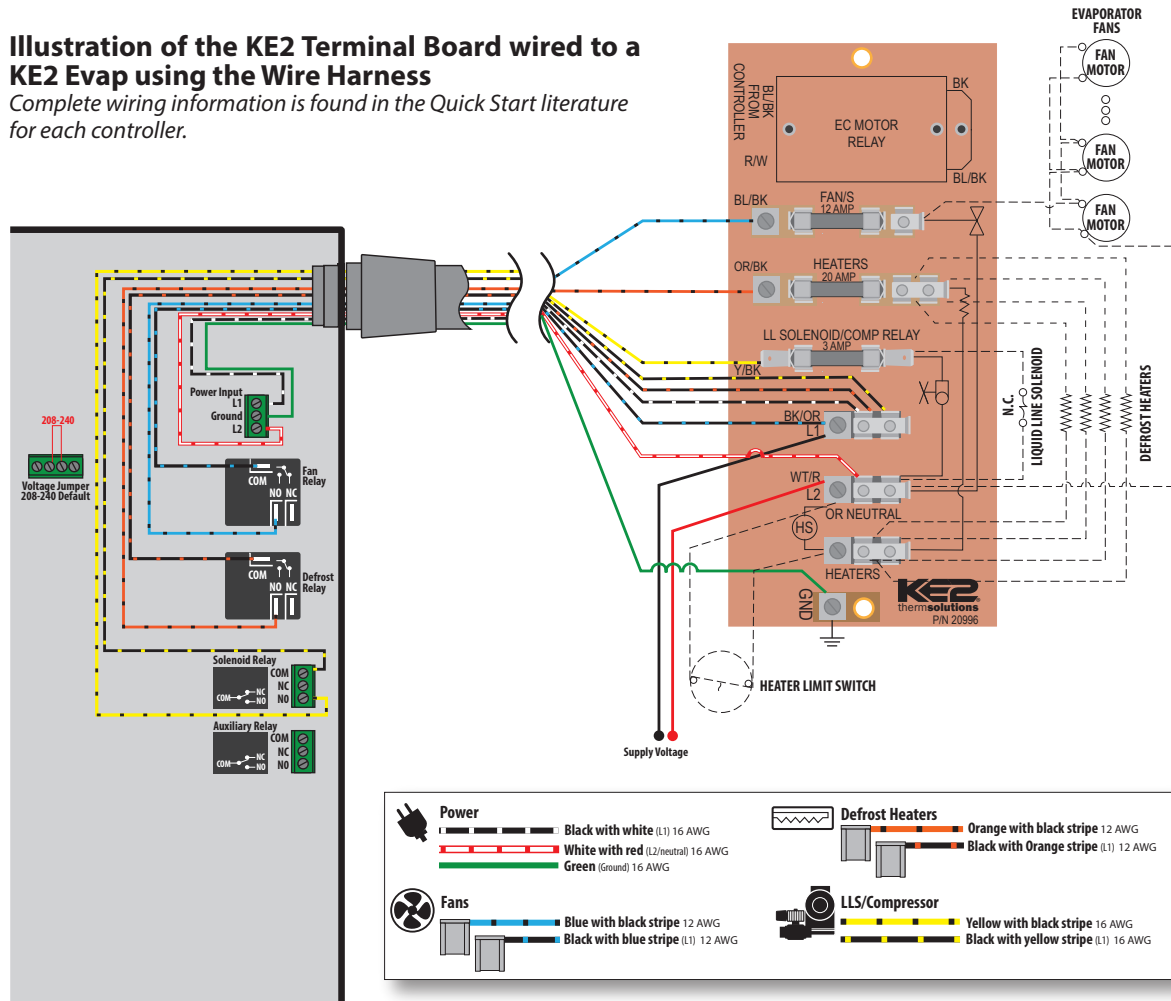 Illustration of the KE2 Terminal Board wired to a
KE2 Evap using the Wire Harness
Complete wiring information is found in the Quick Start literature
for each controller.
EVAPORATOR
FANS
FAN
MOTOR
FAN
MOTOR
FAN
MOTOR
BL/BK
FROM
CONTROLLER
R/W
EC MOTOR
RELAY
BK
BL/BK
BL/BK
FAN/S
12 AMP
OR/BK
HEATERS
20 AMP
LL SOLENOID/COMP RELAY
3 AMP
Y/BK
BK/OR
L1
WT/R
L2
OR NEUTRAL
HS
HEATERS
GND
KE2
thermsolutions
P/N 20996
N.C.
LIQUID LINE SOLENOID
DEFROST HEATERS
HEATER LIMIT SWITCH
Supply Voltage
Power Input
L1
Ground
L2
208-240
Voltage Jumper
208-240 Default
Fan
Relay
COM
NO NC
Defrost
Relay
COM
NO NC
Solenoid Relay
COM
NC
NO
COM
NC
NO
Auxiliary Relay
COM
NC
NO
COM
NC
NO
Power
Black with white (L1) 16 AWG
White with red (L2/neutral) 16 AWG
Green (Ground) 16 AWG
Fans
Blue with black stripe 12 AWG
Black with blue stripe (L1) 12 AWG
Defrost Heaters
Orange with black stripe 12 AWG
Black with Orange stripe (L1) 12 AWG
LLS/Compressor
Yellow with black stripe 16 AWG
Black with yellow stripe (L1) 16 AWG